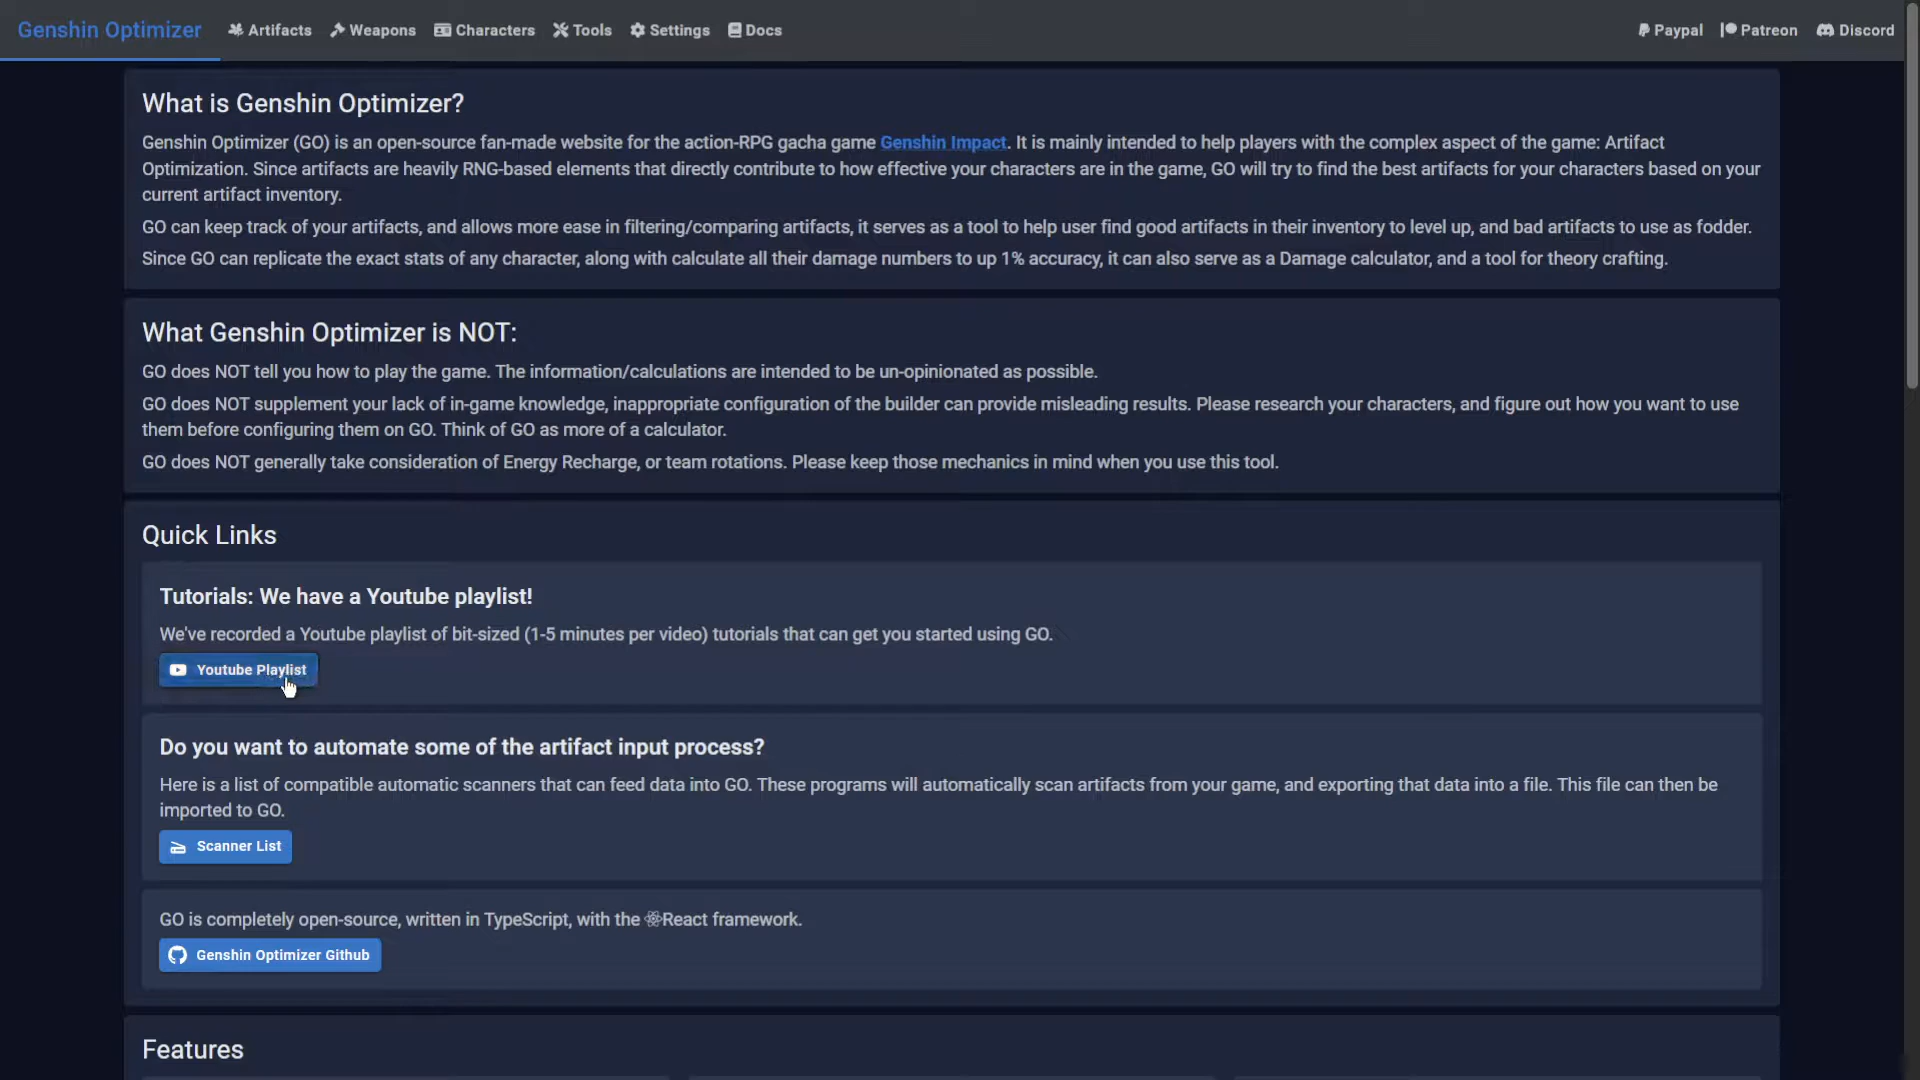 Genshin Optimizer Artifacts Weapons Characters Tools Settings Docs Paypal Patreon Discord
What is Genshin Optimizer?
Genshin Optimizer (GO) is an open-source fan-made website for the action-RPG gacha game Genshin Impact. It is mainly intended to help players with the complex aspect of the game: Artifact
Optimization. Since artifacts are heavily RNG-based elements that directly contribute to how effective your characters are in the game, GO will try to find the best artifacts for your characters based on your
current artifact inventory.
GO can keep track of your artifacts, and allows more ease in filtering/comparing artifacts, it serves as a tool to help user find good artifacts in their inventory to level up, and bad artifacts to use as fodder.
Since GO can replicate the exact stats of any character, along with calculate all their damage numbers to up 1% accuracy, it can also serve as a Damage calculator, and a tool for theory crafting.
What Genshin Optimizer is NOT:
GO does NOT tell you how to play the game. The information/calculations are intended to be un-opinionated as possible.
GO does NOT supplement your lack of in-game knowledge, inappropriate configuration of the builder can provide misleading results. Please research your characters, and figure out how you want to use
them before configuring them on GO. Think of GO as more of a calculator.
GO does NOT generally take consideration of Energy Recharge, or team rotations. Please keep those mechanics in mind when you use this tool.
Quick Links
Tutorials: We have a Youtube playlist!
We've recorded a Youtube playlist of bit-sized (1-5 minutes per video) tutorials that can get you started using GO.
Youtube Playlist
Do you want to automate some of the artifact input process?
Here is a list of compatible automatic scanners that can feed data into GO. These programs will automatically scan artifacts from your game, and exporting that data into a file. This file can then be
imported to GO.
Scanner List
GO is completely open-source, written in TypeScript, with the React framework.
Genshin Optimizer Github
Features